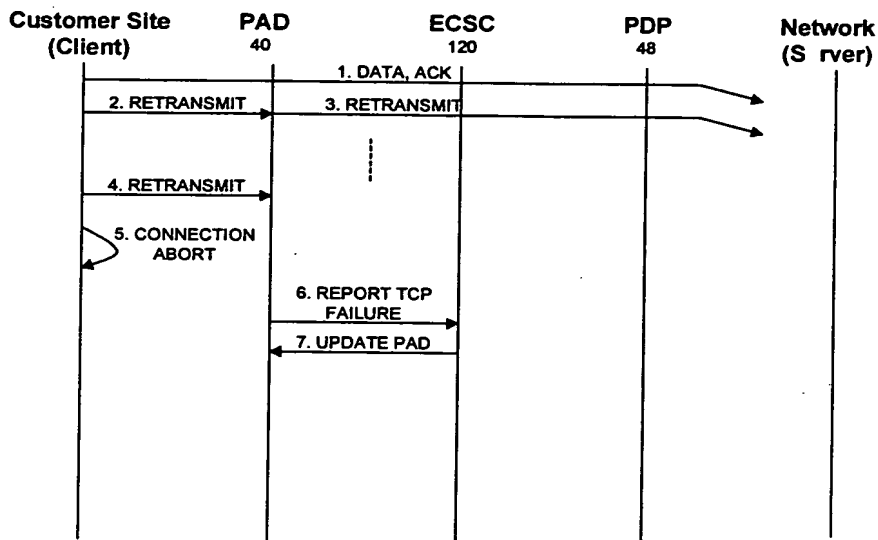 Customer Site
(Client)
PAD
40
ECSC
120
PDP
48
Network
(S rver)
1. DATA, ACK
2. RETRANSMIT
3. RETRANSMIT
4. RETRANSMIT
5. CONNECTION
ABORT
6. REPORT TCP
FAILURE
7. UPDATE PAD